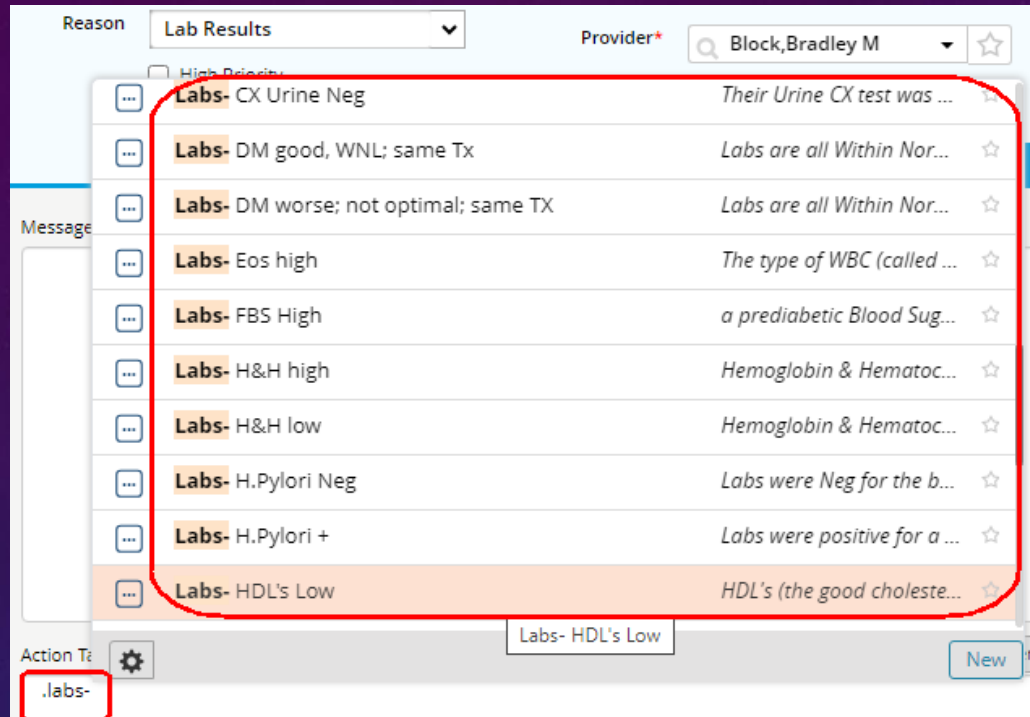 Reason Lab Results Provider* Block,Bradley M
High Priority
Labs- CX Urine Neg Their Urine CX test was ...
Labs- DM good, WNL; same Tx Labs are all Within Nor...
Labs- DM worse; not optimal; same TX Labs are all Within Nor...
Message
Labs- Eos high The type of WBC (called ...
Labs- FBS High a prediabetic Blood Sug...
Labs- H&H high Hemoglobin & Hematoc...
Labs- H&H low Hemoglobin & Hematoc...
Labs- H.Pylori Neg Labs were Neg for the b...
Labs- H.Pylori + Labs were positive for a ...
Labs- HDL's Low HDL's (the good choleste...
Labs- HDL's Low
Action Ta New
.labs-